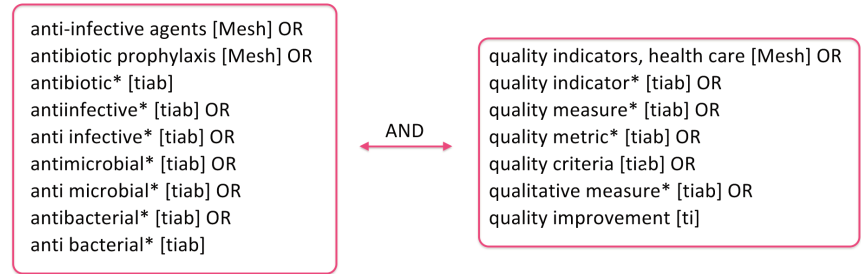 anti-infective agents [Mesh] OR
antibiotic prophylaxis [Mesh] OR
antibiotic* [tiab]
antiinfective* [tiab] OR
anti infective* [tiab] OR
antimicrobial* [tiab] OR
anti microbial* [tiab] OR
antibacterial* [tiab] OR
anti bacterial* [tiab]
AND
quality indicators, health care [Mesh] OR
quality indicator* [tiab] OR
quality measure* [tiab] OR
quality metric* [tiab] OR
quality criteria [tiab] OR
qualitative measure* [tiab] OR
quality improvement [ti]